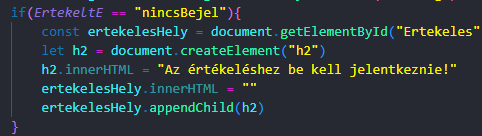 if(ErtekeltE == "nincsBejel"){
const ertekelesHely = document.getElementById("Ertekeles"
let h2 = document.createElement("h2")
h2.innerHTML = "Az értékeléshez be kell jelentkeznie!"
ertekelesHely.innerHTML = ""
ertekelesHely.appendChild(h2)
}